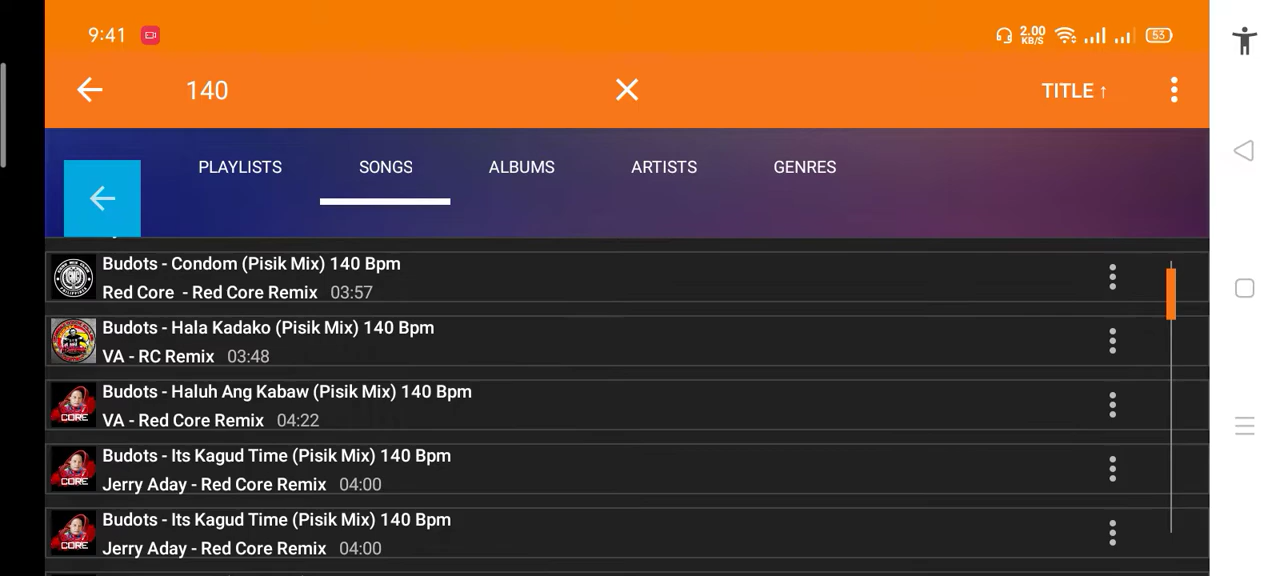 9:41
2.00
KB/S
53
140
TITLE ↑
PLAYLISTS
SONGS
ALBUMS
ARTISTS
GENRES
Budots - Condom (Pisik Mix) 140 Bpm
Red Core - Red Core Remix 03:57
Budots - Hala Kadako (Pisik Mix) 140 Bpm
VA - RC Remix 03:48
Budots - Haluh Ang Kabaw (Pisik Mix) 140 Bpm
VA - Red Core Remix 04:22
CORE
Budots - Its Kagud Time (Pisik Mix) 140 Bpm
Jerry Aday - Red Core Remix 04:00
CORE
Budots - Its Kagud Time (Pisik Mix) 140 Bpm
Jerry Aday - Red Core Remix 04:00
CORE